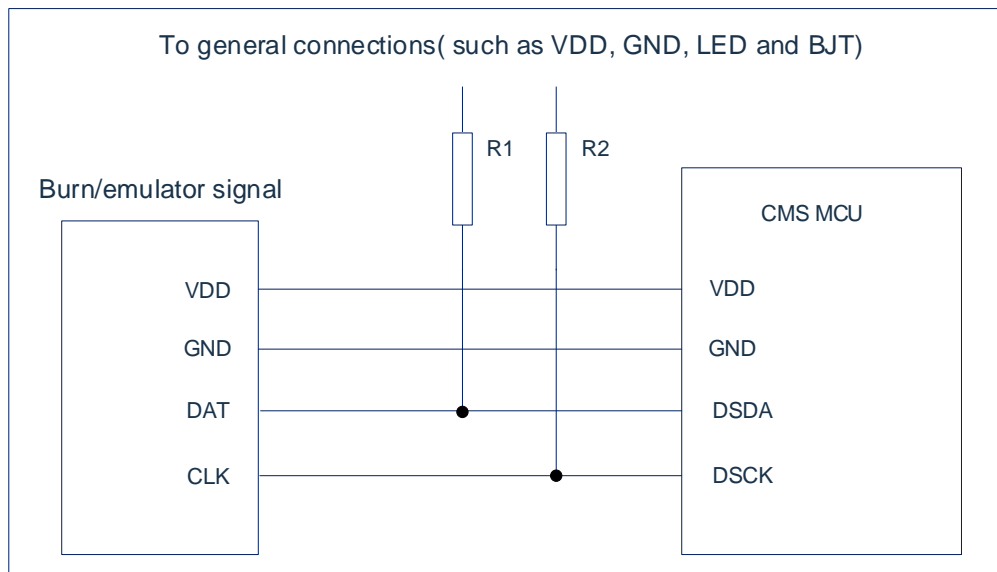 To general connections( such as VDD, GND, LED and BJT)
R1
R2
Burn/emulator signal
CMS MCU
VDD
VDD
GND
GND
DAT
DSDA
CLK
DSCK